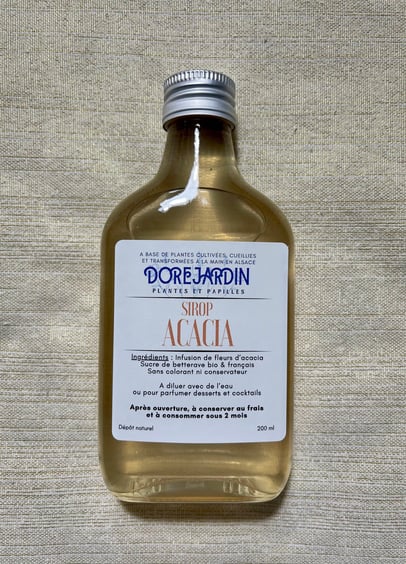 A BASE DE PLANTES CULTIVÉES, CUEILLIES
ET TRANSFORMÉES À LA MAIN EN ALSACE
DOREJARDIN
PLANTES ET PAPILLES
SIROP
ACACIA
Ingrédients : Infusion de fleurs d'acacia
Sucre de betterave bio & français
Sans colorant ni conservateur
A diluer avec de l'eau
ou pour parfumer desserts et cocktails
Après ouverture, à conserver au frais
et à consommer sous 2 mois
Dépôt naturel 200 ml